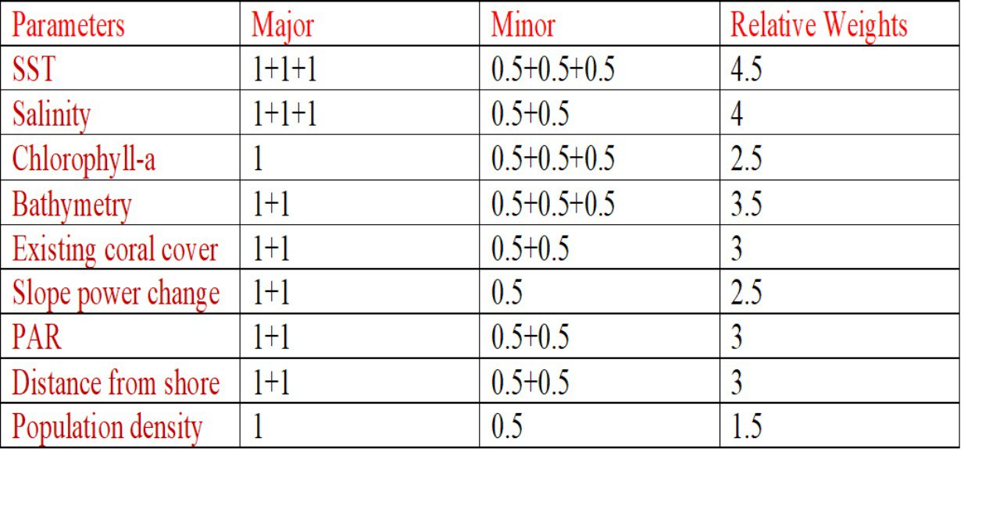 Parameters Major Minor Relative Weights
SST 1+1+1 0.5+0.5+0.5 4.5
Salinity 1+1+1 0.5+0.5 4
Chlorophyll-a 1 0.5+0.5+0.5 2.5
Bathymetry 1+1 0.5+0.5+0.5 3.5
Existing coral cover 1+1 0.5+0.5 3
Slope power change 1+1 0.5 2.5
PAR 1+1 0.5+0.5 3
Distance from shore 1+1 0.5+0.5 3
Population density 1 0.5 1.5